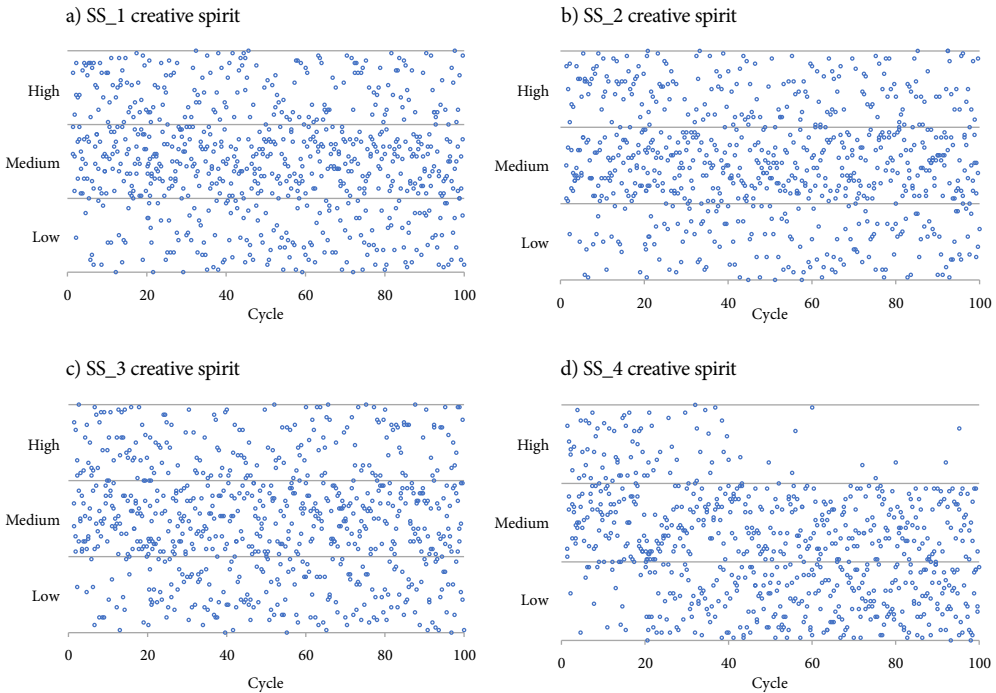 a) SS_1 creative spirit
High
Medium
Low
0 20 40 60 80 100
Cycle
b) SS_2 creative spirit
High
Medium
Low
0 20 40 60 80 100
Cycle
c) SS_3 creative spirit
High
Medium
Low
0 20 40 60 80 100
Cycle
d) SS_4 creative spirit
High
Medium
Low
0 20 40 60 80 100
Cycle